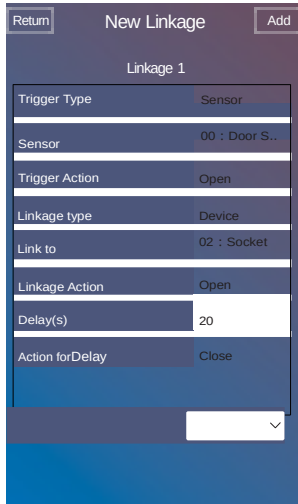 Return New Linkage Add
Linkage 1
Trigger Type Sensor
Sensor 00 : Door S..
Trigger Action Open
Linkage type Device
Link to 02 : Socket
Linkage Action Open
Delay(s) 20
Action forDelay Close